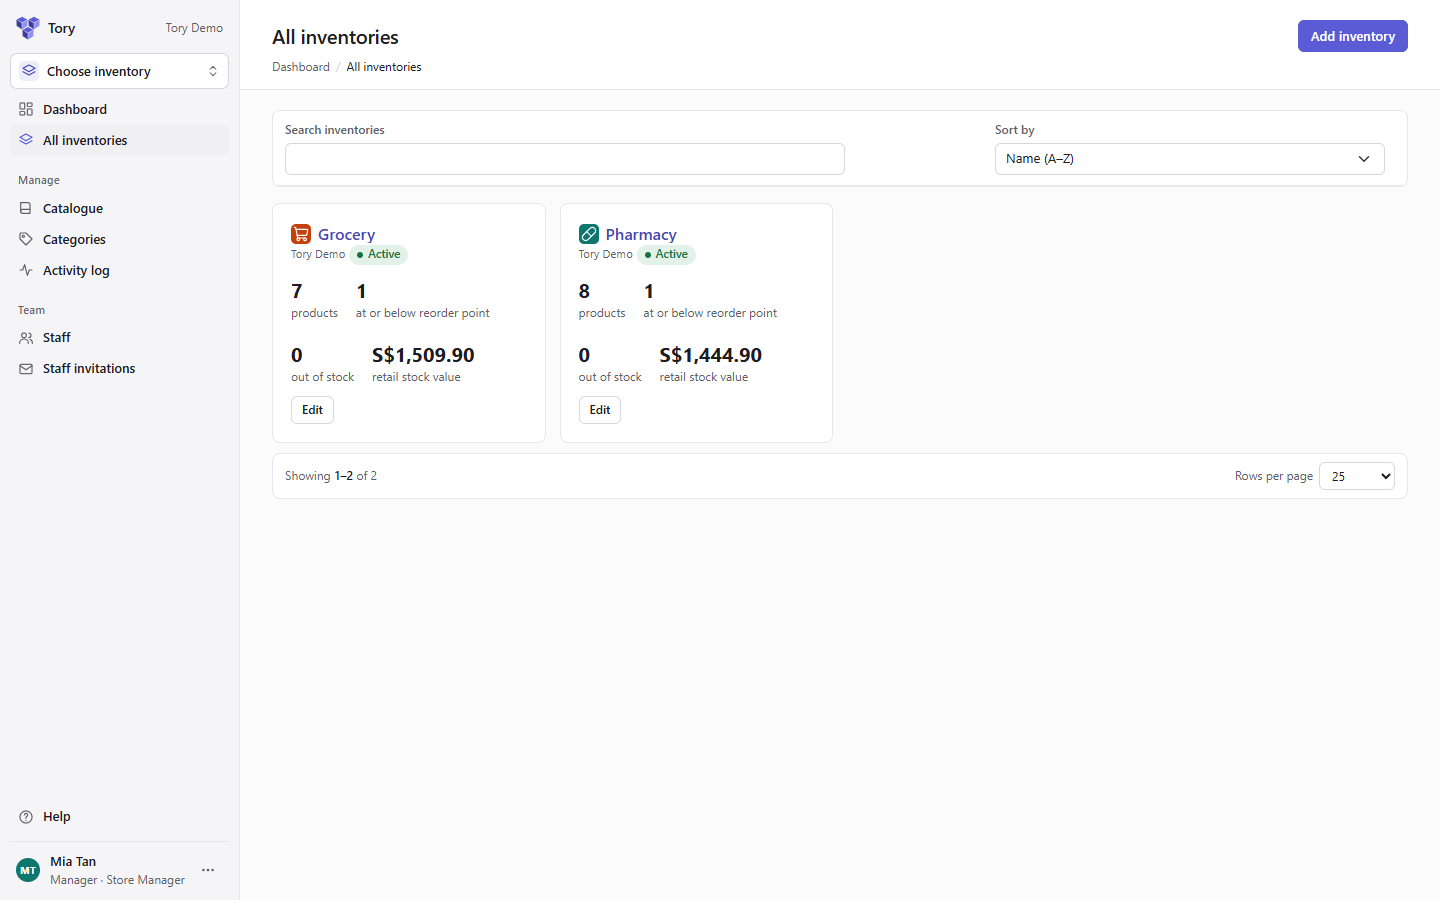 Tory
Tory Demo
Choose inventory
Dashboard
All inventories
Manage
Catalogue
Categories
Activity log
Team
Staff
Staff invitations
Help
MT
Mia Tan
Manager · Store Manager
All inventories
Dashboard / All inventories
Add inventory
Search inventories
Sort by
Name (A–Z)
Grocery
Tory Demo Active
7 1
products at or below reorder point
0 S$1,509.90
out of stock retail stock value
Edit
Pharmacy
Tory Demo Active
8 1
products at or below reorder point
0 S$1,444.90
out of stock retail stock value
Edit
Showing 1–2 of 2
Rows per page 25